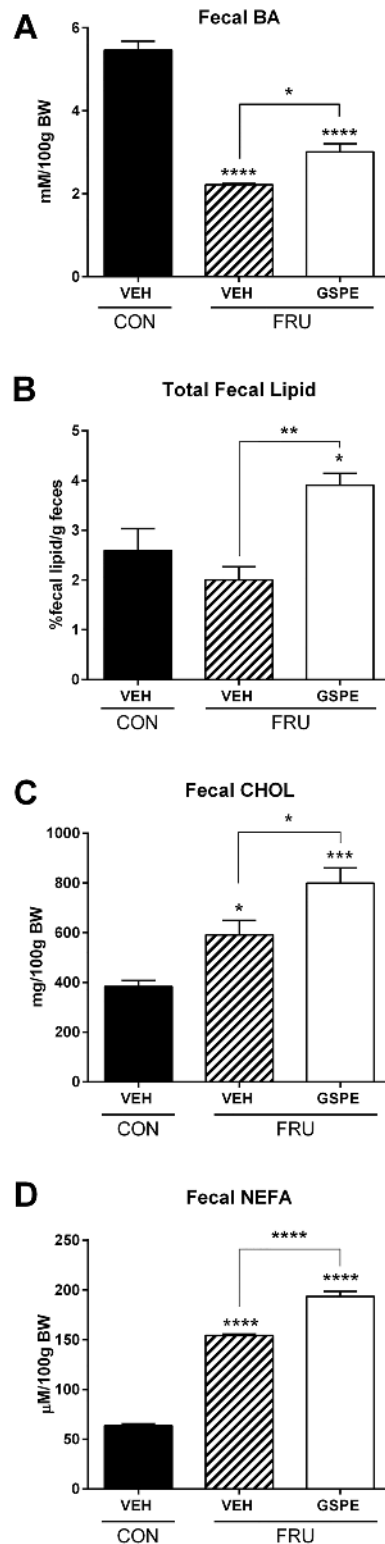 A
Fecal BA
mM/100g BW
6
4
2
0
*
****
****
VEH VEH GSPE
CON FRU
B
Total Fecal Lipid
%fecal lipid/g feces
5
4
3
2
1
0
**
*
VEH VEH GSPE
CON FRU
C
Fecal CHOL
mg/100g BW
1000
800
600
400
200
0
*
***
*
VEH VEH GSPE
CON FRU
D
Fecal NEFA
µM/100g BW
250
200
150
100
50
0
****
****
****
VEH VEH GSPE
CON FRU